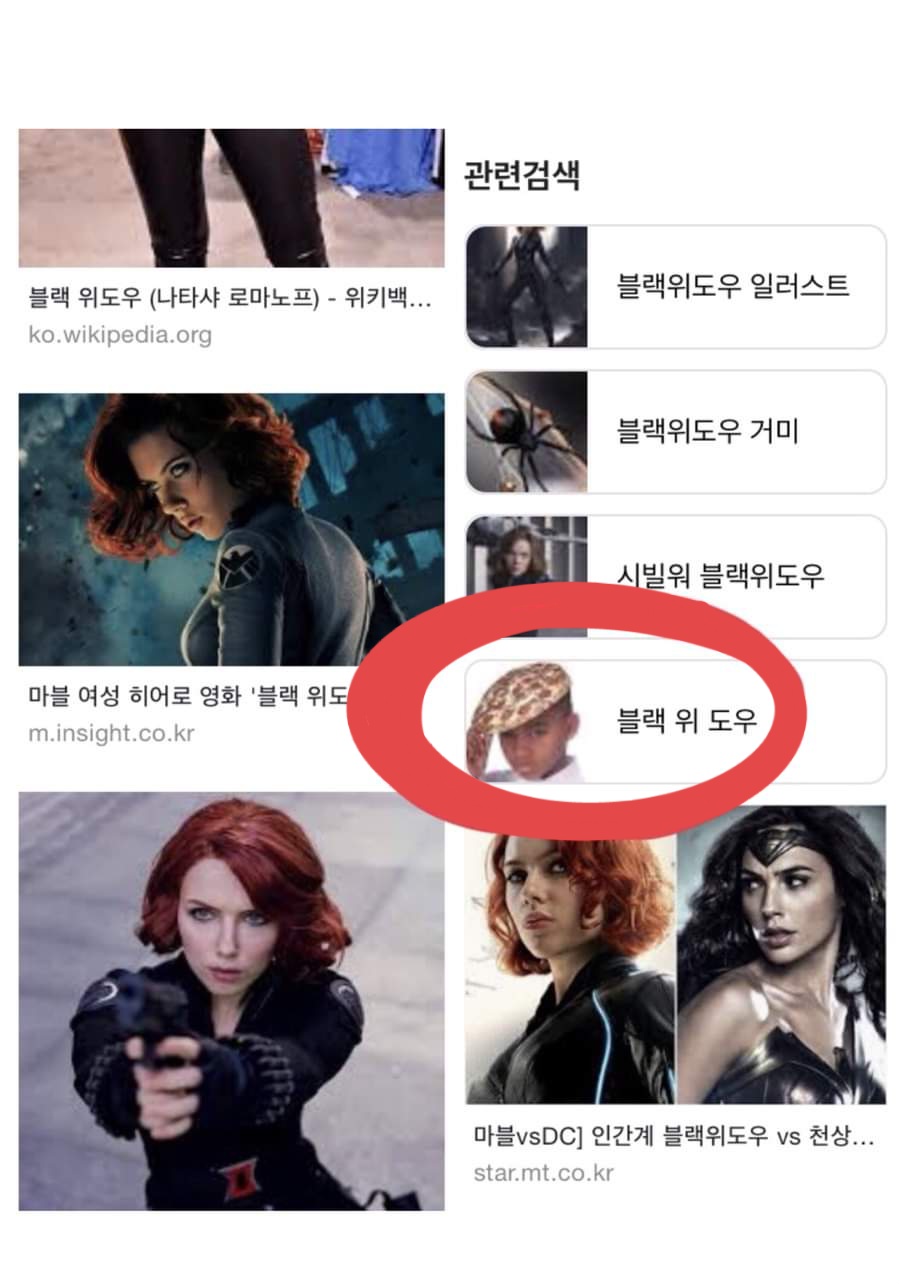 블랙 위도우 (나타샤 로마노프) - 위키백...
ko.wikipedia.org
마블 여성 히어로 영화 '블랙 위도
m.insight.co.kr
관련검색
블랙위도우 일러스트
블랙위도우 거미
시빌워 블랙위도우
블랙 위 도우
마블vsDC] 인간계 블랙위도우 vs 천상...
star.mt.co.kr